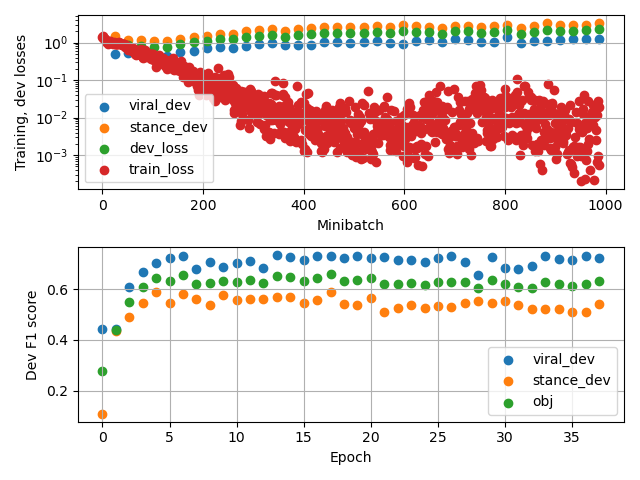 Training, dev losses
10⁰
10⁻¹
10⁻²
10⁻³
viral_dev
stance_dev
dev_loss
train_loss
0 200 400 600 800 1000
Minibatch
Dev F1 score
0.6
0.4
0.2
viral_dev
stance_dev
obj
0 5 10 15 20 25 30 35
Epoch